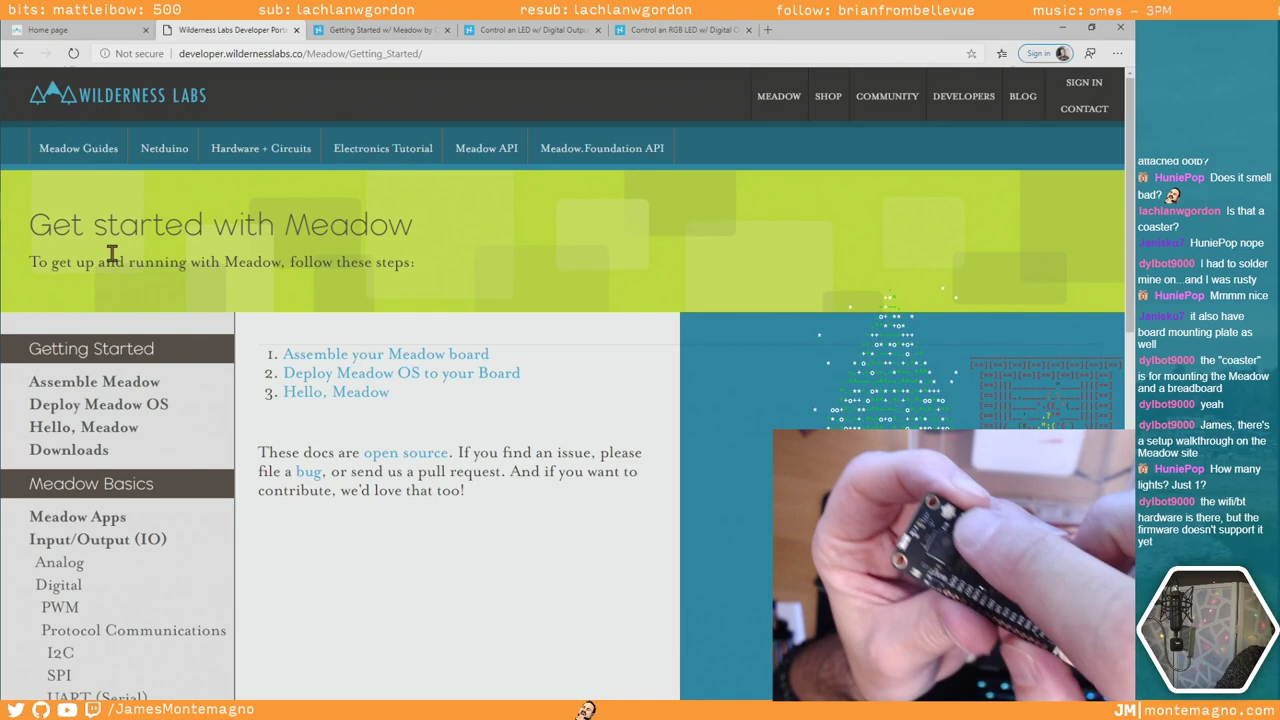 bits: mattleibow: 500
sub: lachlanwgordon
resub: lachlanwgordon
follow: brianfrombellevue
music: omes - 3PM
Home page
Wilderness Labs Developer Port
Getting Started w/ Meadow by
Control an LED w/ Digital Outpu
Control an RGB LED w/ Digital O
Not secure
developer.wildernesslabs.co/Meadow/Getting_Started/
Sign in
WILDERNESS LABS
MEADOW
SHOP
COMMUNITY
DEVELOPERS
BLOG
SIGN IN
CONTACT
Meadow Guides
Netduino
Hardware + Circuits
Electronics Tutorial
Meadow API
Meadow.Foundation API
Get started with Meadow
To get up and running with Meadow, follow these steps:
Getting Started
Assemble Meadow
Deploy Meadow OS
Hello, Meadow
Downloads
Meadow Basics
Meadow Apps
Input/Output (IO)
Analog
Digital
PWM
Protocol Communications
I2C
SPI
UART (Serial)
1. Assemble your Meadow board
2. Deploy Meadow OS to your Board
3. Hello, Meadow
These docs are open source. If you find an issue, please
file a bug, or send us a pull request. And if you want to
contribute, we'd love that too!
attached ootb?
HuniePop Does it smell
bad?
lachlanwgordon Is that a
coaster?
Janisku7 HuniePop nope
dylbot9000 I had to solder
mine on...and I was rusty
HuniePop Mmmm nice
Janisku7 it also have
board mounting plate as
well
dylbot9000 the "coaster"
is for mounting the Meadow
and a breadboard
dylbot9000 yeah
dylbot9000 James, there's
a setup walkthrough on the
Meadow site
HuniePop How many
lights? Just 1?
dylbot9000 the wifi/bt
hardware is there, but the
firmware doesn't support it
yet
/JamesMontemagno
JM
montemagno.com